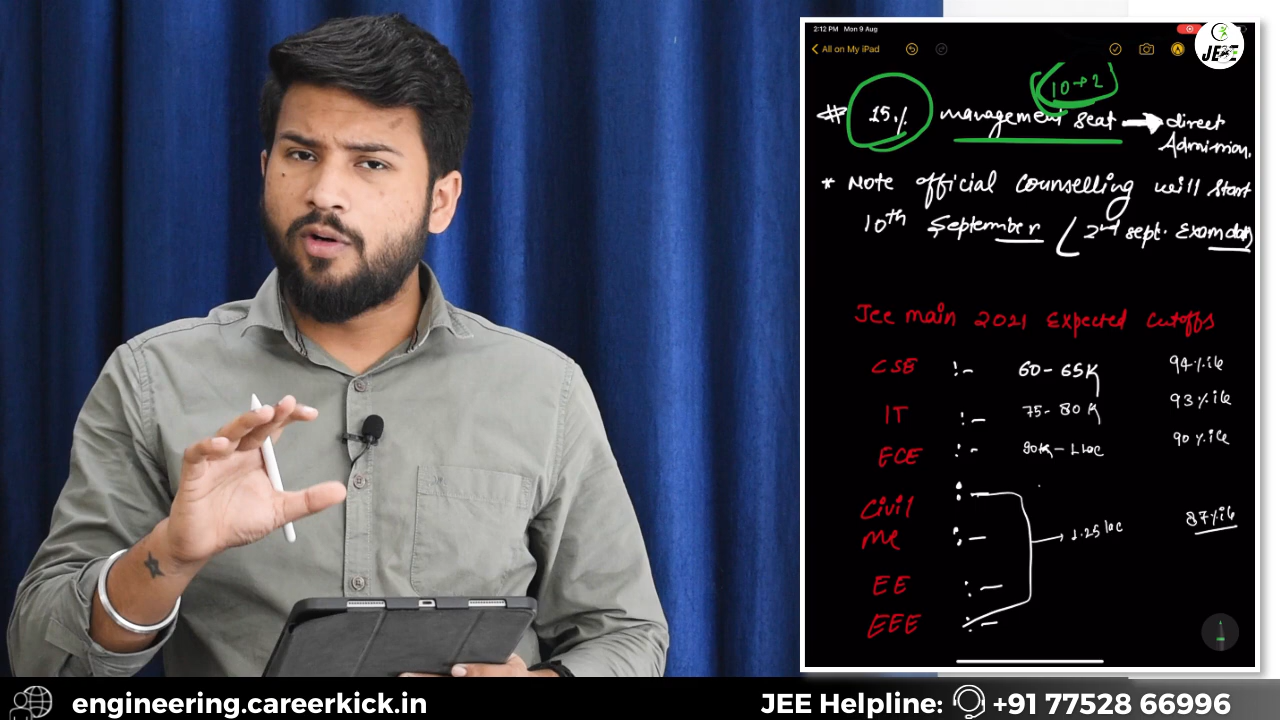 2:12 PM Mon 9 Aug
JEE
All on My iPad
10+2
# 15% management seat → direct
Admission.
* Note official counselling will start
10th September / 2nd sept. Exam day
Jee main 2021 Expected Cutoffs
CSE :- 60-65K 94%ile
IT :- 75-80K 93%ile
ECE :- 90K-1 lac 90%ile
Civil :-
ME :- → 1.25 lac 87%ile
EE :-
EEE :-
engineering.careerkick.in JEE Helpline: +91 77528 66996